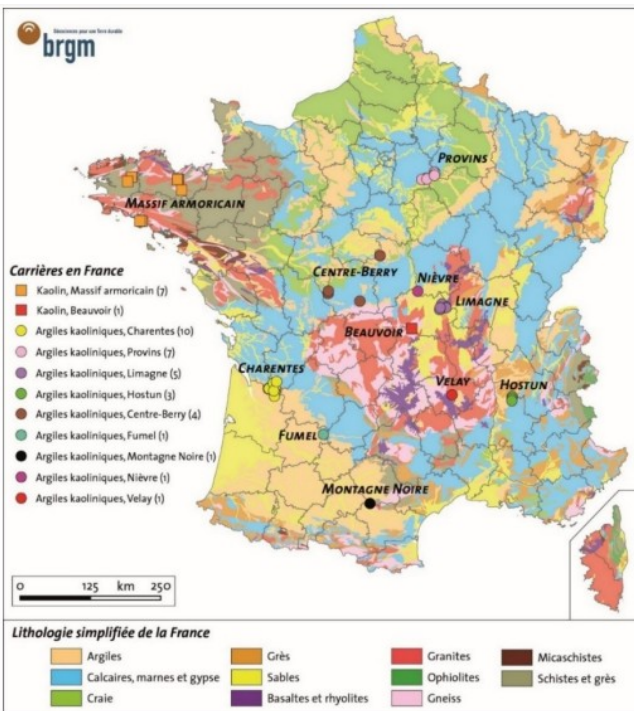 Géosciences pour une Terre durable
brgm
PROVINS
MASSIF ARMORICAIN
CENTRE-BERRY
NIÈVRE
LIMAGNE
BEAUVOIR
CHARENTES
VELAY
HOSTUN
FUMEL
MONTAGNE NOIRE
Carrières en France
Kaolin, Massif armoricain (7)
Kaolin, Beauvoir (1)
Argiles kaoliniques, Charentes (10)
Argiles kaoliniques, Provins (7)
Argiles kaoliniques, Limagne (5)
Argiles kaoliniques, Hostun (3)
Argiles kaoliniques, Centre-Berry (4)
Argiles kaoliniques, Fumel (1)
Argiles kaoliniques, Montagne Noire (1)
Argiles kaoliniques, Nièvre (1)
Argiles kaoliniques, Velay (1)
0 125 km 250
Lithologie simplifiée de la France
Argiles Grès Granites Micaschistes
Calcaires, marnes et gypse Sables Ophiolites Schistes et grès
Craie Basaltes et rhyolites Gneiss